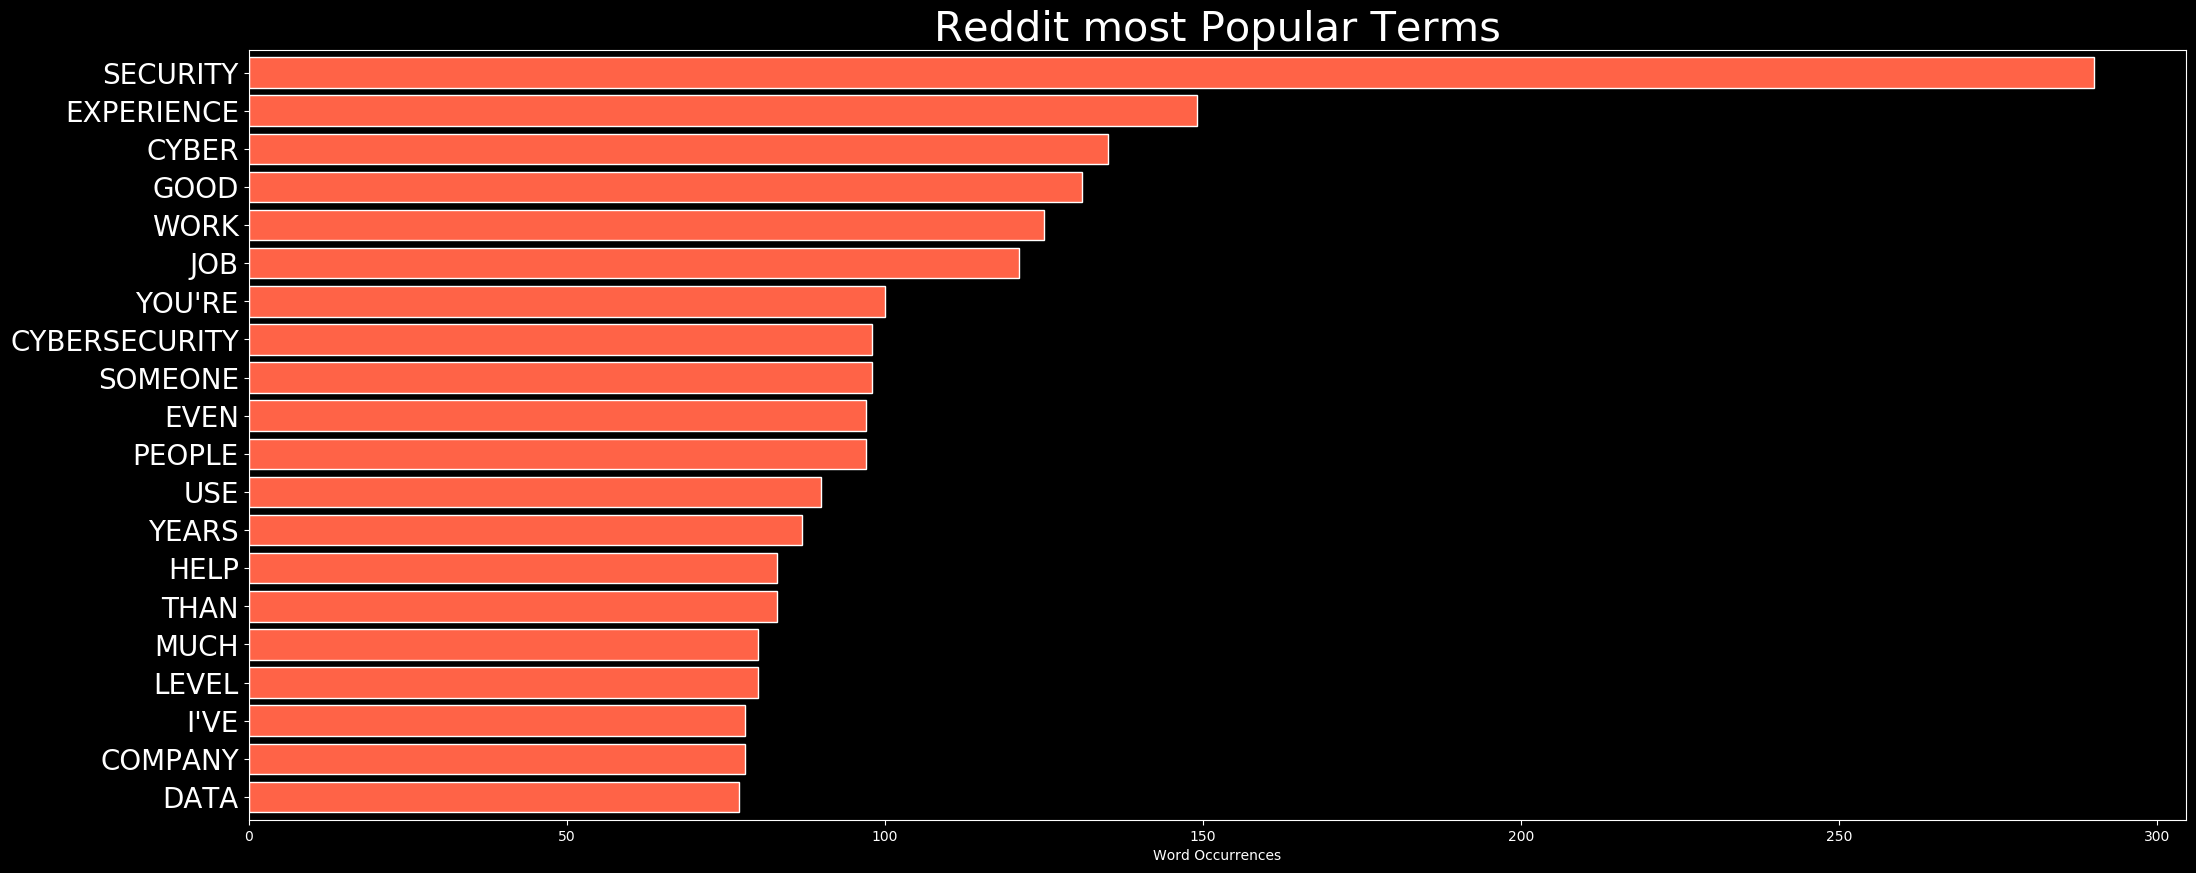 Reddit most Popular Terms
SECURITY
EXPERIENCE
CYBER
GOOD
WORK
JOB
YOU'RE
CYBERSECURITY
SOMEONE
EVEN
PEOPLE
USE
YEARS
HELP
THAN
MUCH
LEVEL
I'VE
COMPANY
DATA
0 50 100 150 200 250 300
Word Occurrences